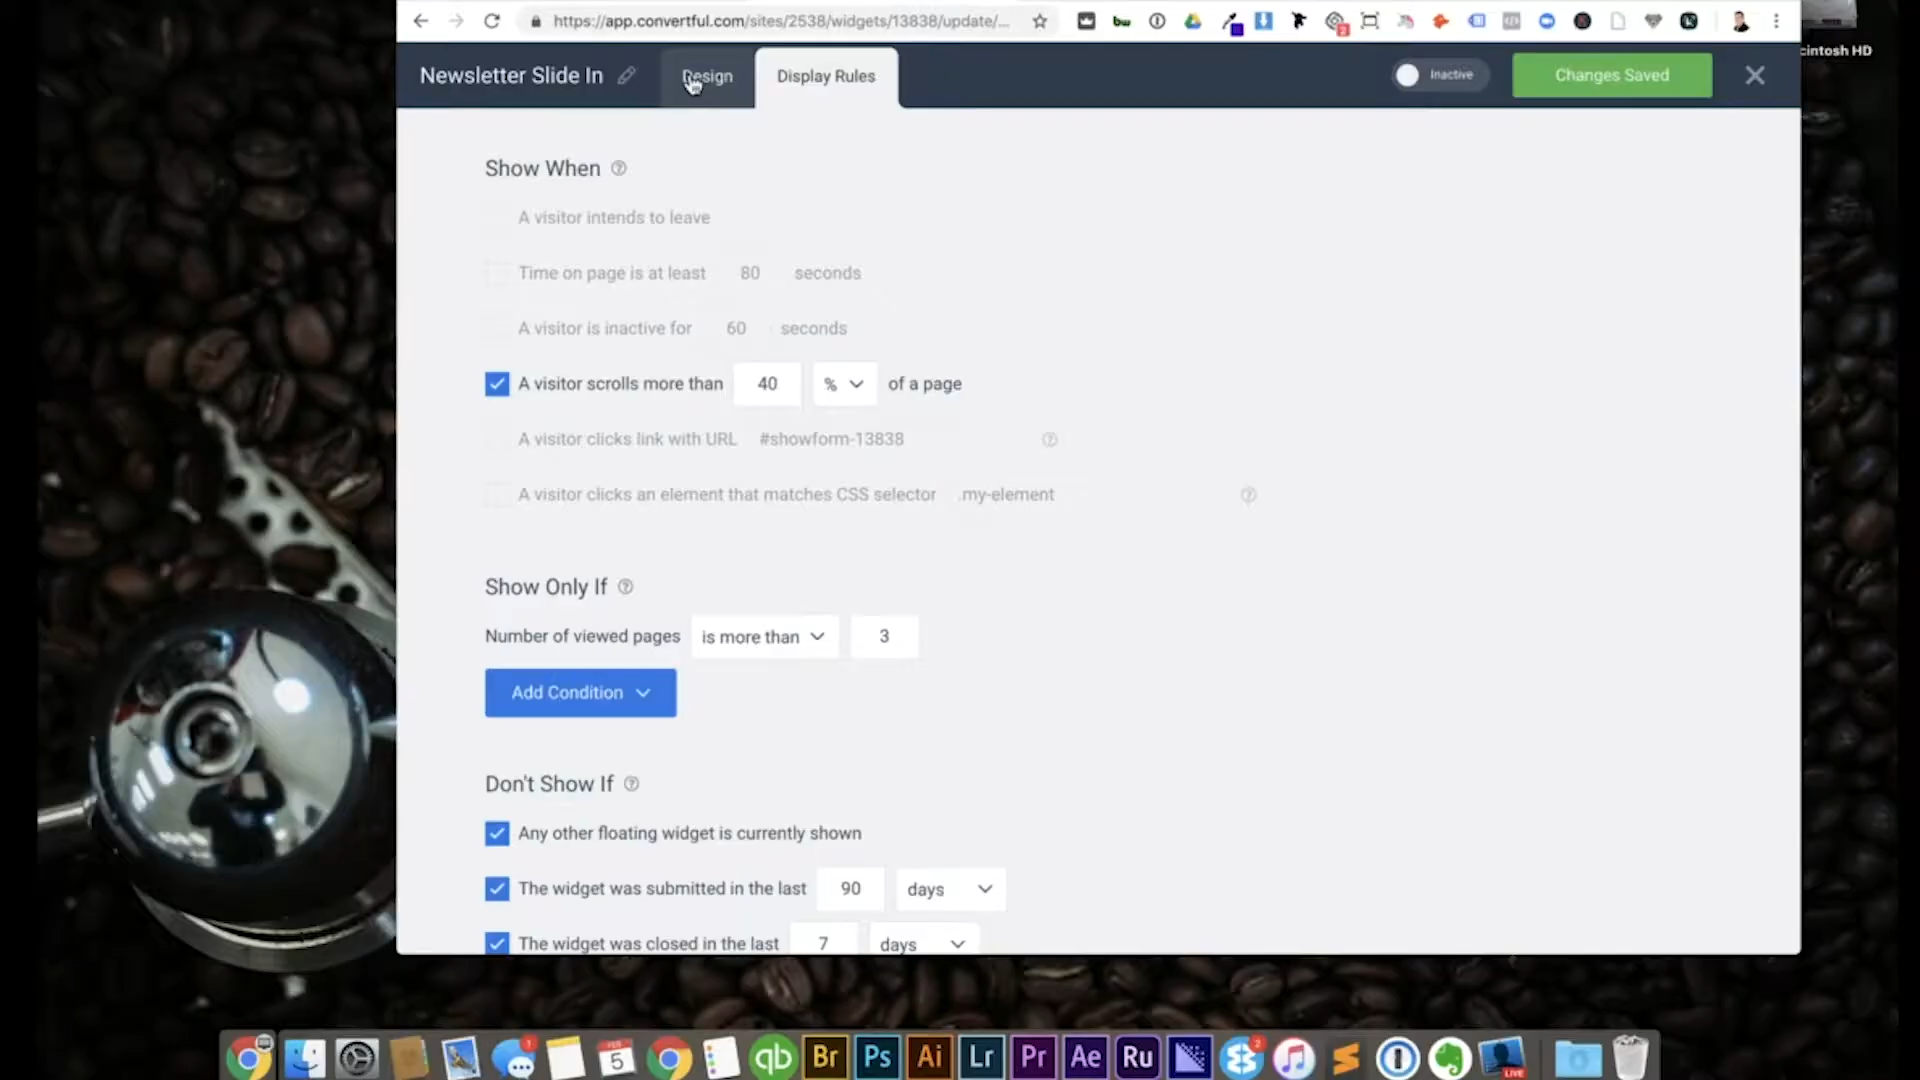 https://app.convertful.com/sites/2538/widgets/13838/update/...
cintosh HD
Newsletter Slide In
Design
Display Rules
Inactive
Changes Saved
Show When
A visitor intends to leave
Time on page is at least 80 seconds
A visitor is inactive for 60 seconds
A visitor scrolls more than 40 % of a page
A visitor clicks link with URL #showform-13838
A visitor clicks an element that matches CSS selector .my-element
Show Only If
Number of viewed pages is more than 3
Add Condition
Don't Show If
Any other floating widget is currently shown
The widget was submitted in the last 90 days
The widget was closed in the last 7 days
FEB
5
qb
Br
Ps
Ai
Lr
Pr
Ae
Ru
LIVE